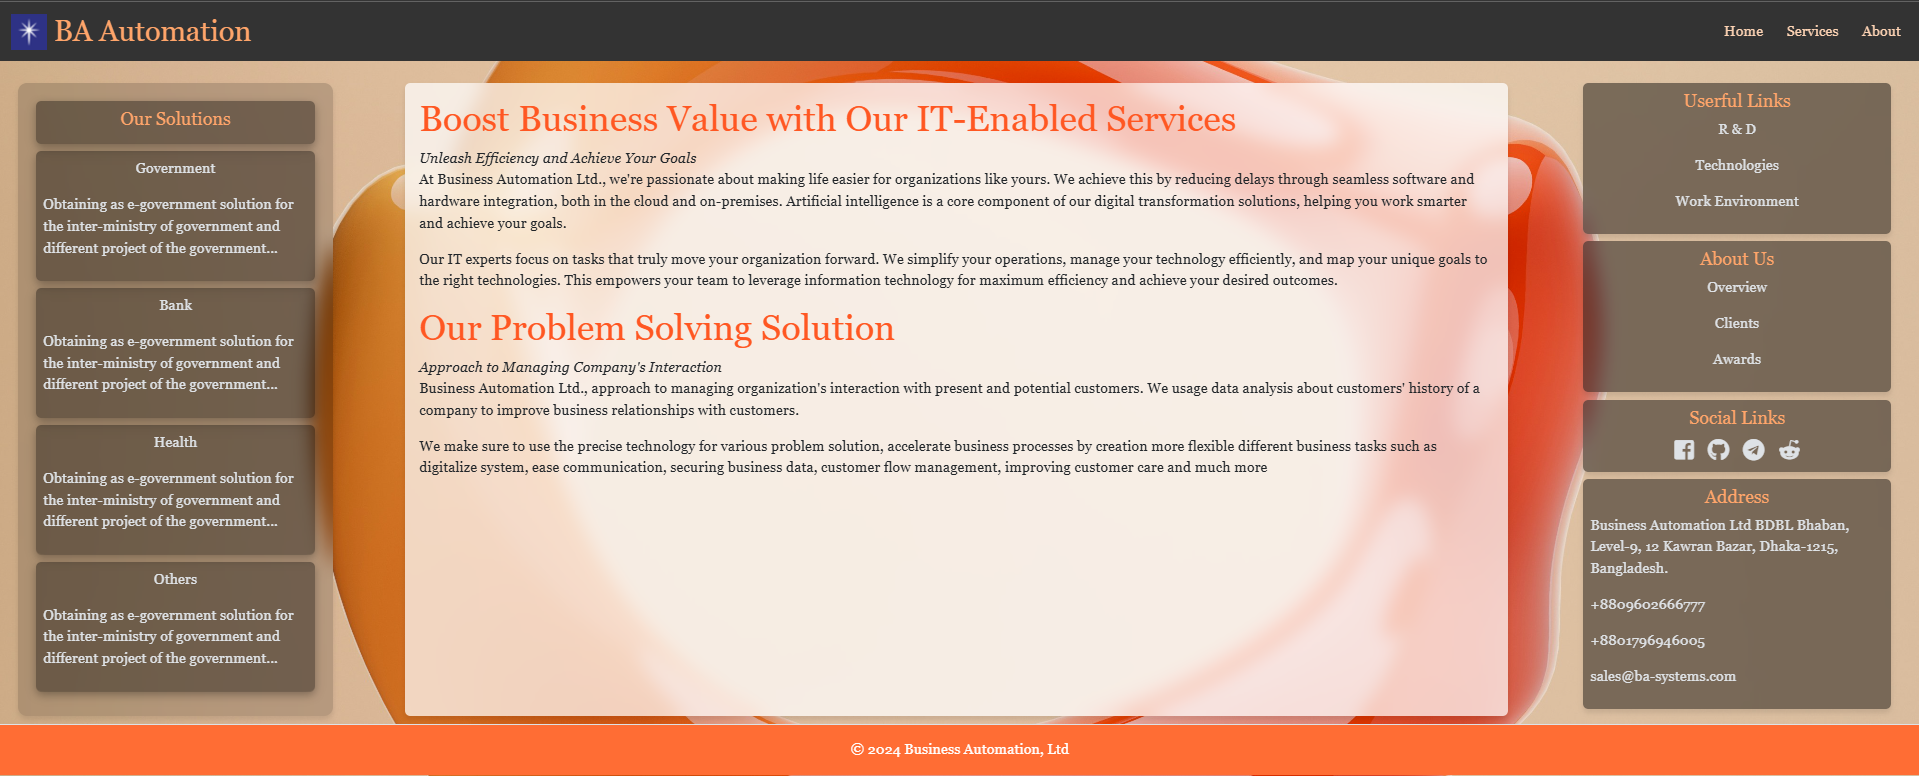 BA Automation
Home
Services
About
Our Solutions
Government
Obtaining as e-government solution for
the inter-ministry of government and
different project of the government...
Bank
Obtaining as e-government solution for
the inter-ministry of government and
different project of the government...
Health
Obtaining as e-government solution for
the inter-ministry of government and
different project of the government...
Others
Obtaining as e-government solution for
the inter-ministry of government and
different project of the government...
Boost Business Value with Our IT-Enabled Services
Unleash Efficiency and Achieve Your Goals
At Business Automation Ltd., we're passionate about making life easier for organizations like yours. We achieve this by reducing delays through seamless software and
hardware integration, both in the cloud and on-premises. Artificial intelligence is a core component of our digital transformation solutions, helping you work smarter
and achieve your goals.
Our IT experts focus on tasks that truly move your organization forward. We simplify your operations, manage your technology efficiently, and map your unique goals to
the right technologies. This empowers your team to leverage information technology for maximum efficiency and achieve your desired outcomes.
Our Problem Solving Solution
Approach to Managing Company's Interaction
Business Automation Ltd., approach to managing organization's interaction with present and potential customers. We usage data analysis about customers' history of a
company to improve business relationships with customers.
We make sure to use the precise technology for various problem solution, accelerate business processes by creation more flexible different business tasks such as
digitalize system, ease communication, securing business data, customer flow management, improving customer care and much more
Userful Links
R & D
Technologies
Work Environment
About Us
Overview
Clients
Awards
Social Links
Address
Business Automation Ltd BDBL Bhaban,
Level-9, 12 Kawran Bazar, Dhaka-1215,
Bangladesh.
+8809602666777
+8801796946005
sales@ba-systems.com
© 2024 Business Automation, Ltd